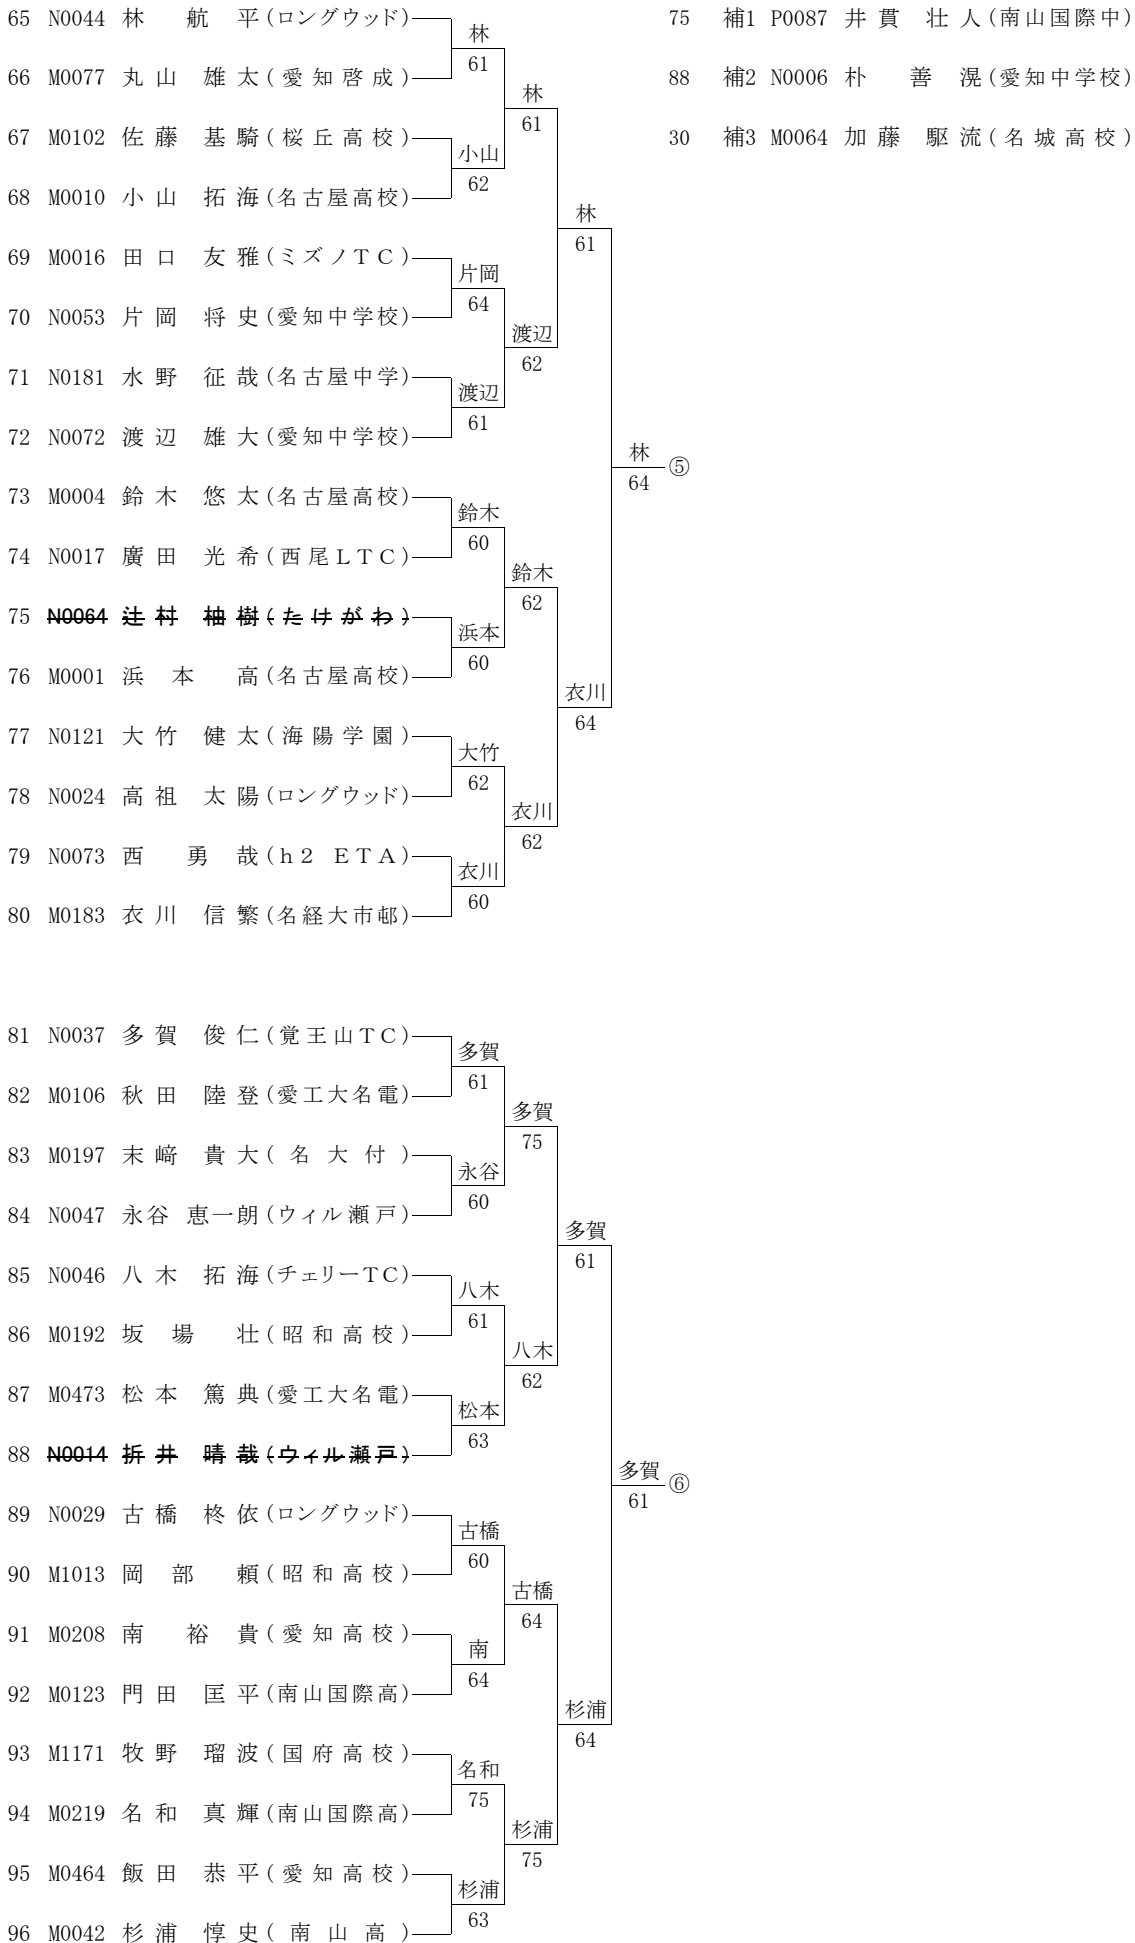 65 N0044 林 航 平(ロングウッド)
75 補1 P0087 井 貫 壮 人(南山国際中)
林
61
66 M0077 丸 山 雄 太(愛 知 啓 成)
88 補2 N0006 朴 善 滉(愛知中学校)
林
61
67 M0102 佐 藤 基 騎(桜 丘 高 校)
30 補3 M0064 加 藤 駆 流(名 城 高 校)
小山
62
68 M0010 小 山 拓 海(名古屋高校)
林
61
69 M0016 田 口 友 雅(ミズノTC)
片岡
64
70 N0053 片 岡 将 史(愛知中学校)
渡辺
62
71 N0181 水 野 征 哉(名古屋中学)
渡辺
61
72 N0072 渡 辺 雄 大(愛知中学校)
林 ⑤
64
73 M0004 鈴 木 悠 太(名古屋高校)
鈴木
60
74 N0017 廣 田 光 希(西尾LTC)
鈴木
62
75 N0064 辻 村 柚 樹(たけがわ)
浜本
60
76 M0001 浜 本 高(名古屋高校)
衣川
64
77 N0121 大 竹 健 太(海 陽 学 園)
大竹
62
78 N0024 高 祖 太 陽(ロングウッド)
衣川
62
79 N0073 西 勇 哉(h2 ETA)
衣川
60
80 M0183 衣 川 信 繁(名経大市邨)
81 N0037 多 賀 俊 仁(覚王山TC)
多賀
61
82 M0106 秋 田 陸 登(愛工大名電)
多賀
75
83 M0197 末 﨑 貴 大(名 大 付)
永谷
60
84 N0047 永谷 恵一朗(ウィル瀬戸)
多賀
61
85 N0046 八 木 拓 海(チェリーTC)
八木
61
86 M0192 坂 場 壮(昭 和 高 校)
八木
62
87 M0473 松 本 篤 典(愛工大名電)
松本
63
88 N0014 折 井 晴 哉(ウィル瀬戸)
多賀 ⑥
61
89 N0029 古 橋 柊 依(ロングウッド)
古橋
60
90 M1013 岡 部 頼(昭 和 高 校)
古橋
64
91 M0208 南 裕 貴(愛 知 高 校)
南
64
92 M0123 門 田 匡 平(南山国際高)
杉浦
64
93 M1171 牧 野 瑠 波(国 府 高 校)
名和
75
94 M0219 名 和 真 輝(南山国際高)
杉浦
75
95 M0464 飯 田 恭 平(愛 知 高 校)
杉浦
63
96 M0042 杉 浦 惇 史(南 山 高)